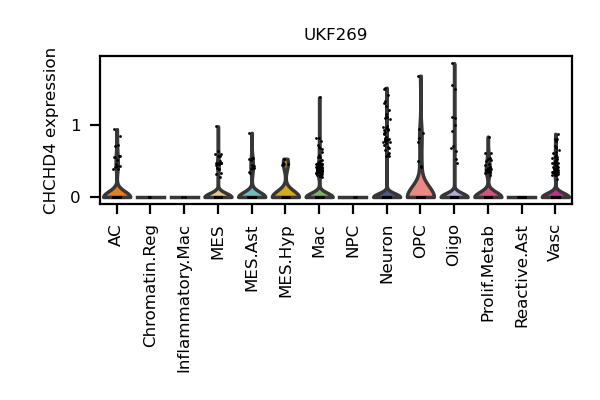 UKF269
CHCHD4 expression
1
0
AC
Chromatin.Reg
Inflammatory.Mac
MES
MES.Ast
MES.Hyp
Mac
NPC
Neuron
OPC
Oligo
Prolif.Metab
Reactive.Ast
Vasc